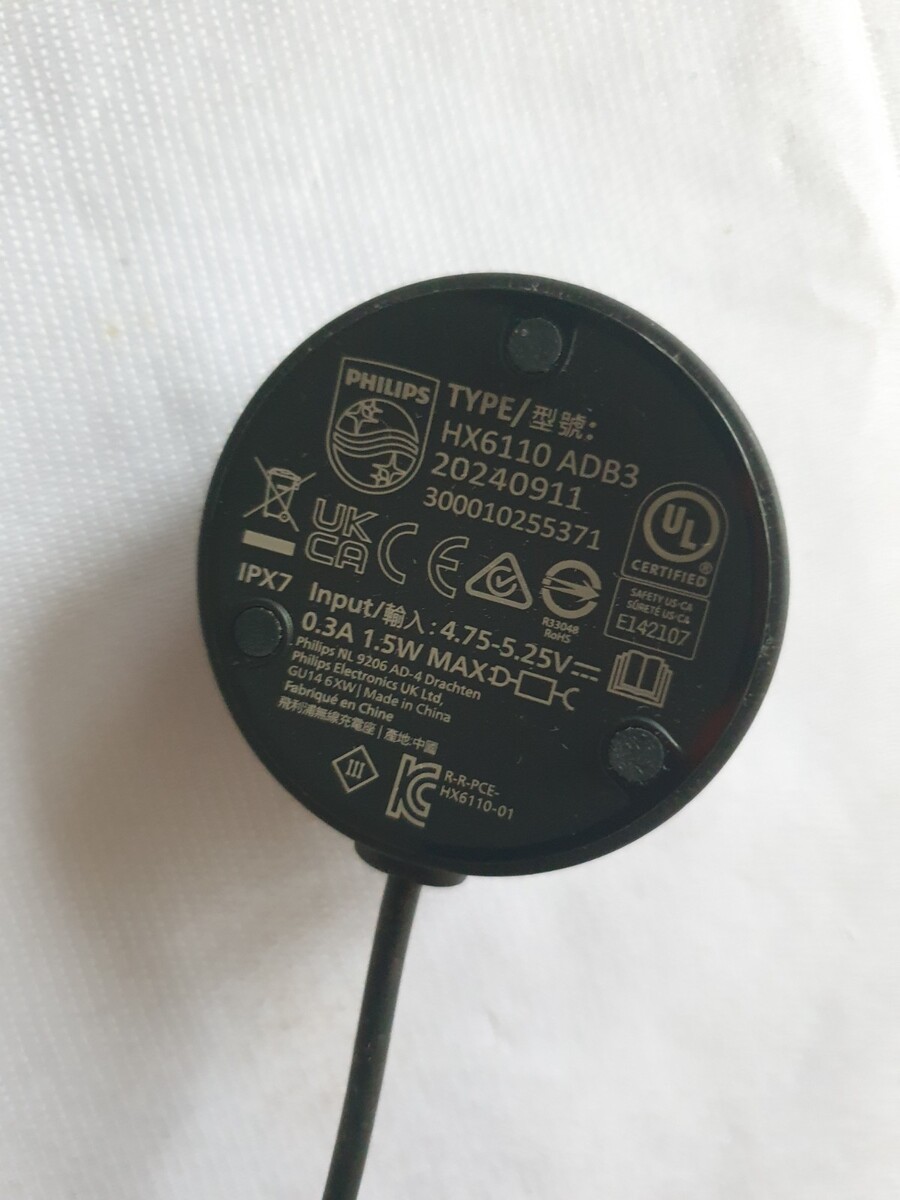 PHILIPS
TYPE/型號:
HX6110 ADB3
20240911
300010255371
UK
CA
CE
UL
®
CERTIFIED
SAFETY US-CA
SÛRETÉ US-CA
E142107
R33048
RoHS
IPX7
Input/輸入: 4.75-5.25V
0.3A 1.5W MAX
Philips NL 9206 AD-4 Drachten
Philips Electronics UK Ltd,
GU14 6XW | Made in China
Fabriqué en Chine
飛利浦無線充電座 | 產地:中國
III
KC
R-R-PCE-
HX6110-01